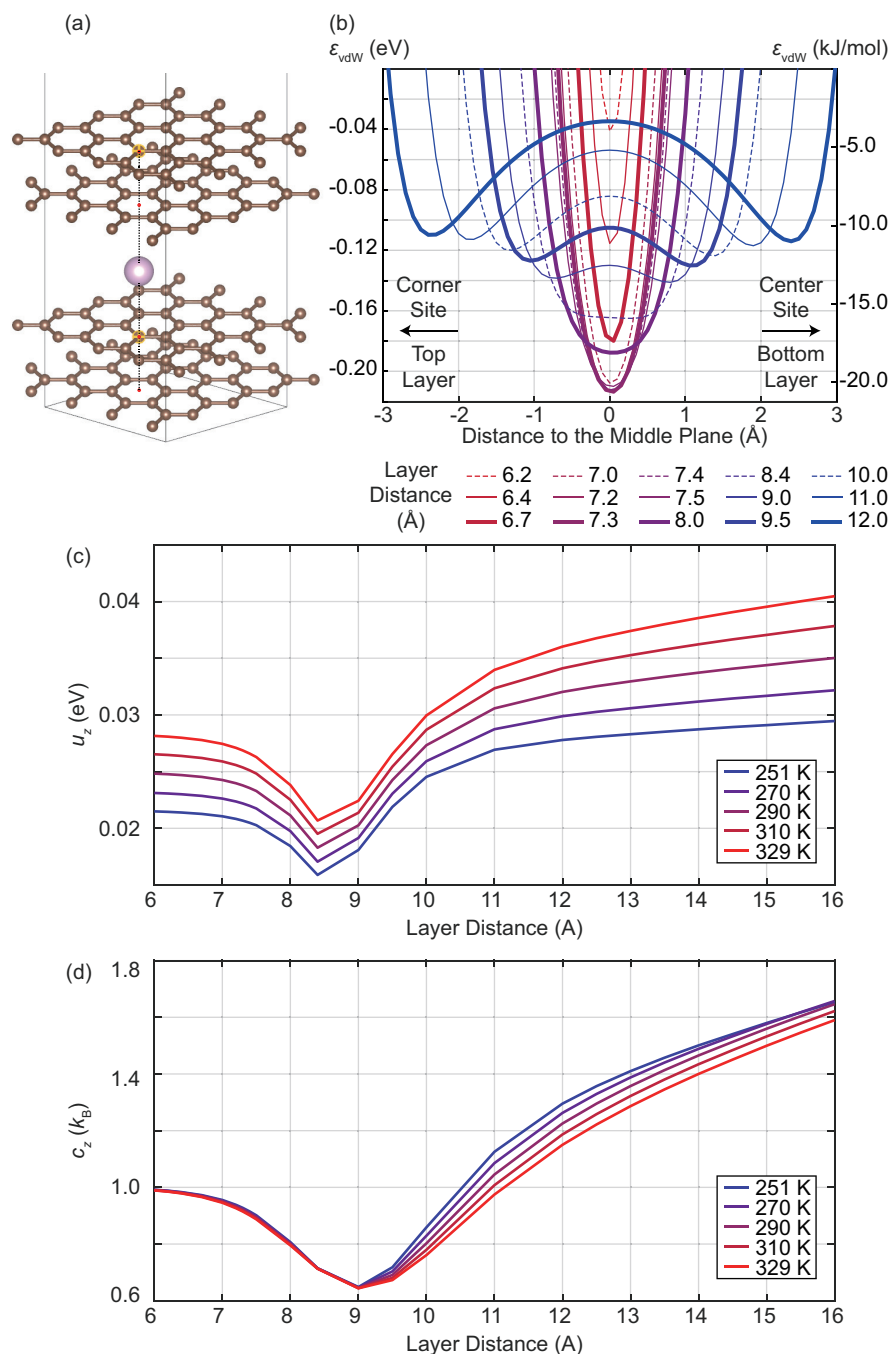 (a)
(b)
ε_vdW (eV)
ε_vdW (kJ/mol)
-0.04
-0.08
-0.12
-0.16
-0.20
-5.0
-10.0
-15.0
-20.0
Corner
Site
Top
Layer
Center
Site
Bottom
Layer
-3 -2 -1 0 1 2 3
Distance to the Middle Plane (Å)
Layer
Distance
(Å)
6.2 7.0 7.4 8.4 10.0
6.4 7.2 7.5 9.0 11.0
6.7 7.3 8.0 9.5 12.0
(c)
0.04
0.03
0.02
u_z (eV)
251 K
270 K
290 K
310 K
329 K
6 7 8 9 10 11 12 13 14 15 16
Layer Distance (A)
(d)
1.8
1.4
1.0
0.6
c_z (k_B)
251 K
270 K
290 K
310 K
329 K
6 7 8 9 10 11 12 13 14 15 16
Layer Distance (A)